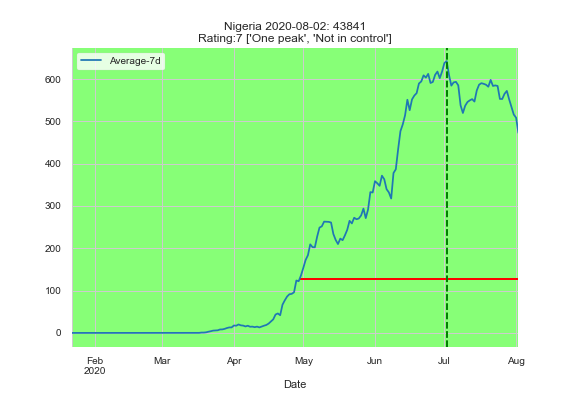 Nigeria 2020-08-02: 43841
Rating:7 ['One peak', 'Not in control']
Average-7d
600
500
400
300
200
100
0
Feb Mar Apr May Jun Jul Aug
2020
Date